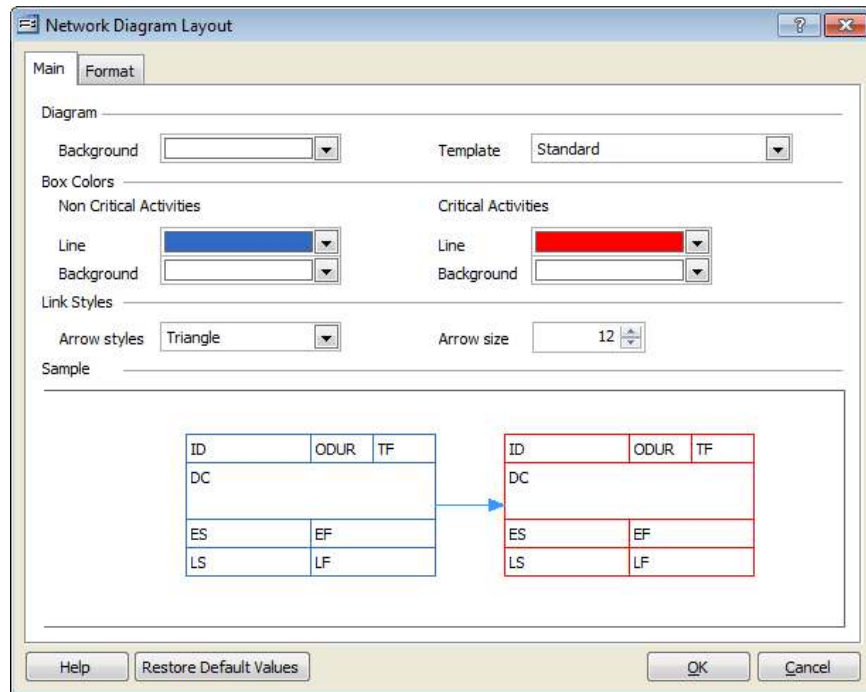 Network Diagram Layout
Main Format
Diagram
Background Template Standard
Box Colors
Non Critical Activities Critical Activities
Line Line
Background Background
Link Styles
Arrow styles Triangle Arrow size 12
Sample
ID ODUR TF ID ODUR TF
DC DC
ES EF ES EF
LS LF LS LF
Help Restore Default Values OK Cancel